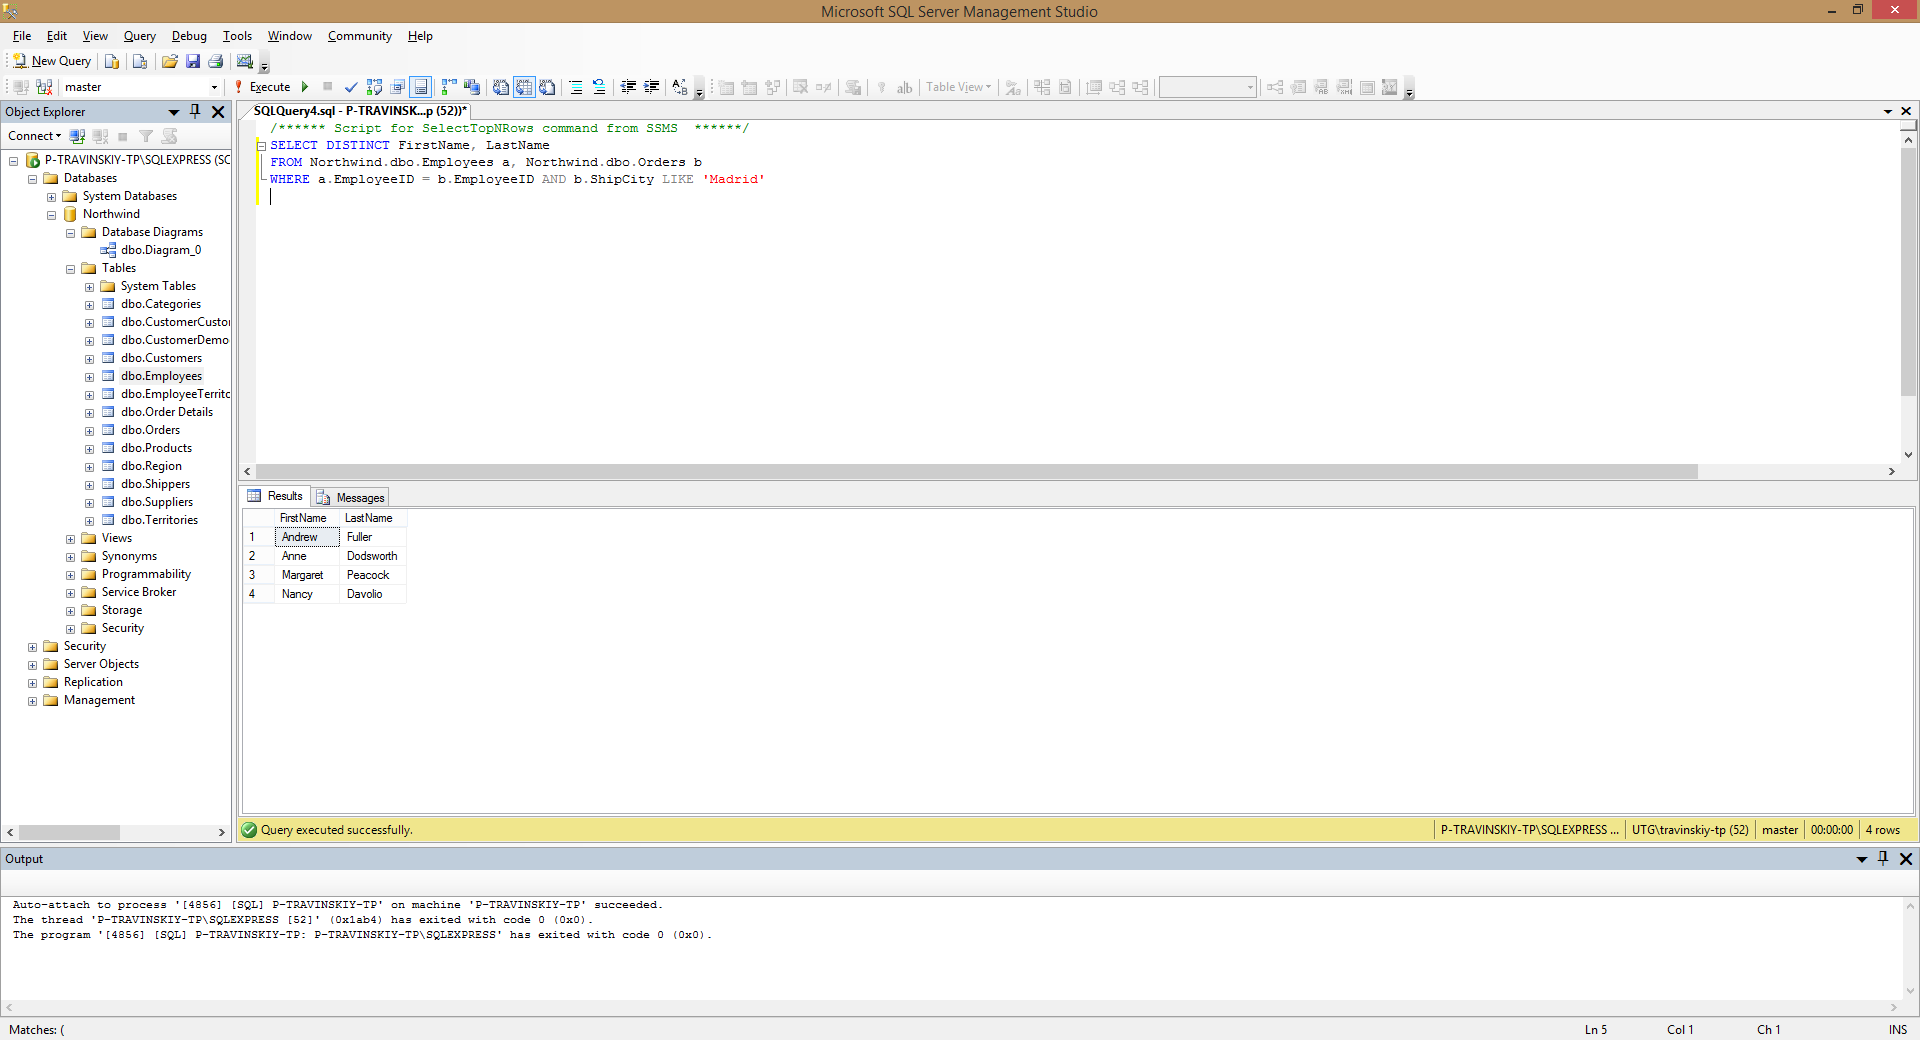 Microsoft SQL Server Management Studio
File Edit View Query Debug Tools Window Community Help
New Query
master Execute Table View
Object Explorer
Connect
P-TRAVINSKIY-TP\SQLEXPRESS (SC
Databases
System Databases
Northwind
Database Diagrams
dbo.Diagram_0
Tables
System Tables
dbo.Categories
dbo.CustomerCustor
dbo.CustomerDemo
dbo.Customers
dbo.Employees
dbo.EmployeeTerritc
dbo.Order Details
dbo.Orders
dbo.Products
dbo.Region
dbo.Shippers
dbo.Suppliers
dbo.Territories
Views
Synonyms
Programmability
Service Broker
Storage
Security
Security
Server Objects
Replication
Management
SQLQuery4.sql - P-TRAVINSK...p (52))*
/****** Script for SelectTopNRows command from SSMS  ******/
SELECT DISTINCT FirstName, LastName
FROM Northwind.dbo.Employees a, Northwind.dbo.Orders b
WHERE a.EmployeeID = b.EmployeeID AND b.ShipCity LIKE 'Madrid'
Results Messages
FirstName LastName
1 Andrew Fuller
2 Anne Dodsworth
3 Margaret Peacock
4 Nancy Davolio
Query executed successfully. P-TRAVINSKIY-TP\SQLEXPRESS ... UTG\travinskiy-tp (52) master 00:00:00 4 rows
Output
Auto-attach to process '[4856] [SQL] P-TRAVINSKIY-TP' on machine 'P-TRAVINSKIY-TP' succeeded.
The thread 'P-TRAVINSKIY-TP\SQLEXPRESS [52]' (0x1ab4) has exited with code 0 (0x0).
The program '[4856] [SQL] P-TRAVINSKIY-TP: P-TRAVINSKIY-TP\SQLEXPRESS' has exited with code 0 (0x0).
Matches: ( Ln 5 Col 1 Ch 1 INS